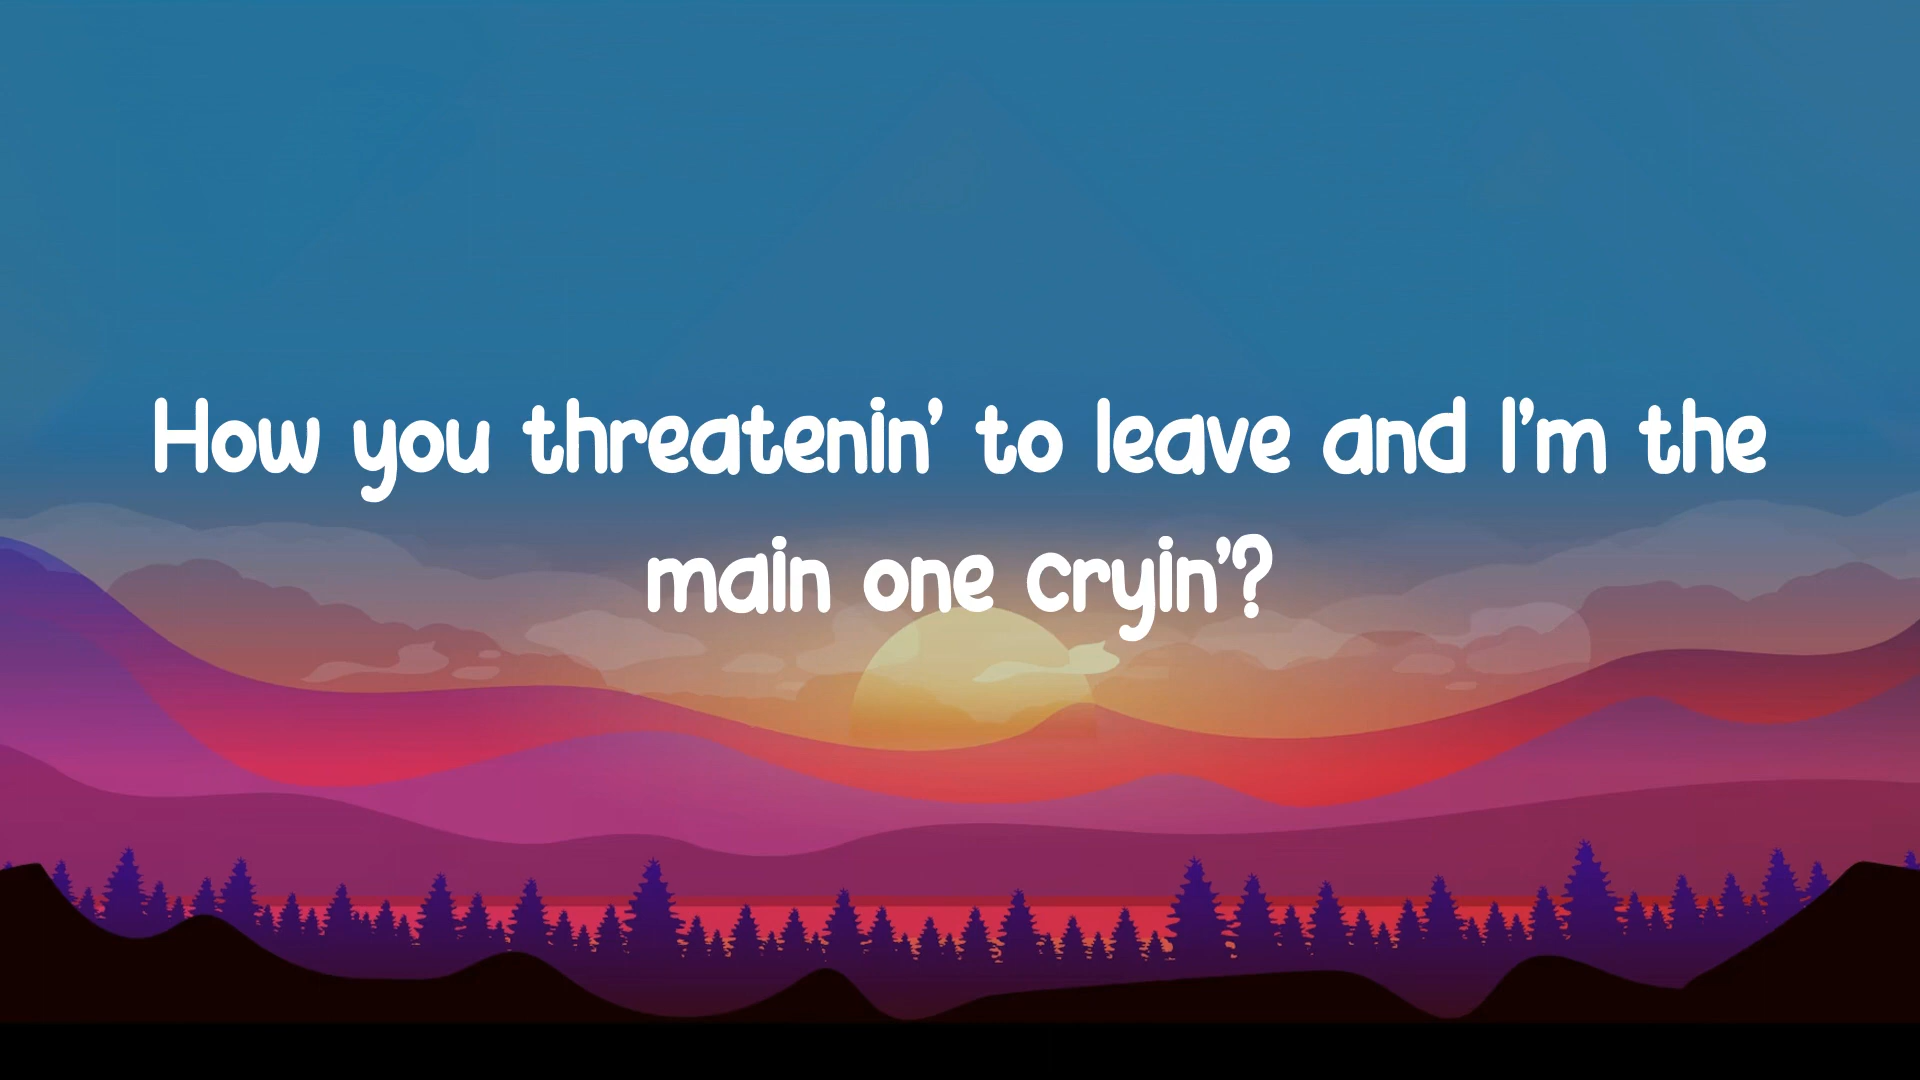 How you threatenin’ to leave and I’m the
main one cryin’?